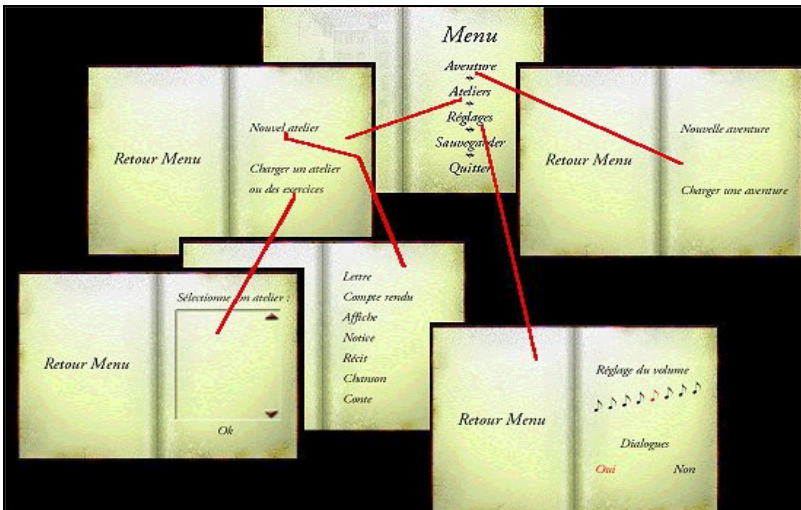 Menu
Aventure
Ateliers
Réglages
Sauvegarder
Quitter
Retour Menu
Nouvel atelier
Charger un atelier
ou des exercices
Retour Menu
Nouvelle aventure
Charger une aventure
Retour Menu
Sélectionne ton atelier :
Ok
Lettre
Compte rendu
Affiche
Notice
Récit
Chanson
Conte
Retour Menu
Réglage du volume
Dialogues
Oui Non